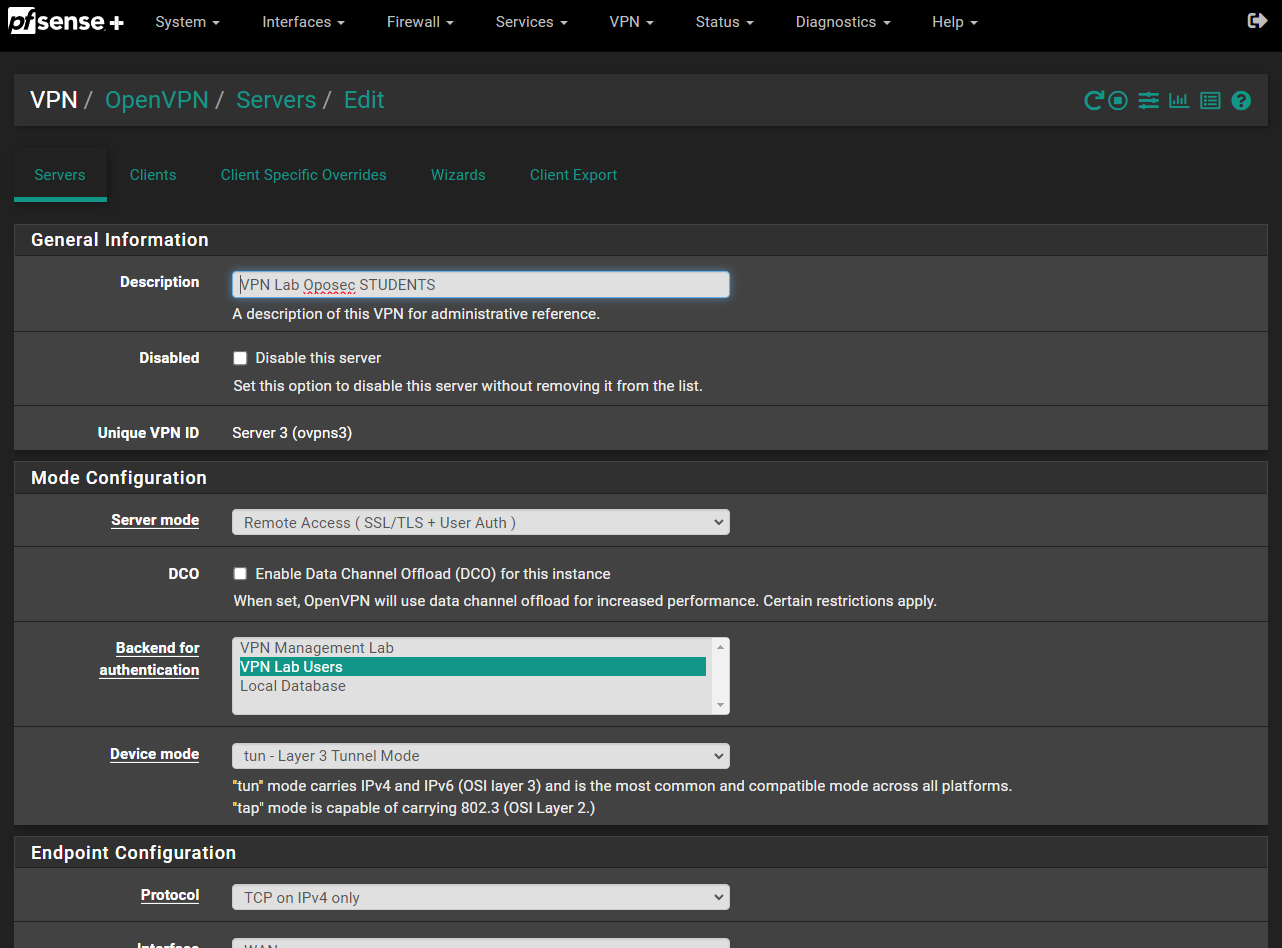 pfsense+ System Interfaces Firewall Services VPN Status Diagnostics Help
VPN / OpenVPN / Servers / Edit
Servers Clients Client Specific Overrides Wizards Client Export
General Information
Description VPN Lab Oposec STUDENTS
A description of this VPN for administrative reference.
Disabled Disable this server
Set this option to disable this server without removing it from the list.
Unique VPN ID Server 3 (ovpns3)
Mode Configuration
Server mode Remote Access ( SSL/TLS + User Auth )
DCO Enable Data Channel Offload (DCO) for this instance
When set, OpenVPN will use data channel offload for increased performance. Certain restrictions apply.
Backend for VPN Management Lab
authentication VPN Lab Users
Local Database
Device mode tun - Layer 3 Tunnel Mode
"tun" mode carries IPv4 and IPv6 (OSI layer 3) and is the most common and compatible mode across all platforms.
"tap" mode is capable of carrying 802.3 (OSI Layer 2.)
Endpoint Configuration
Protocol TCP on IPv4 only
Interface WAN